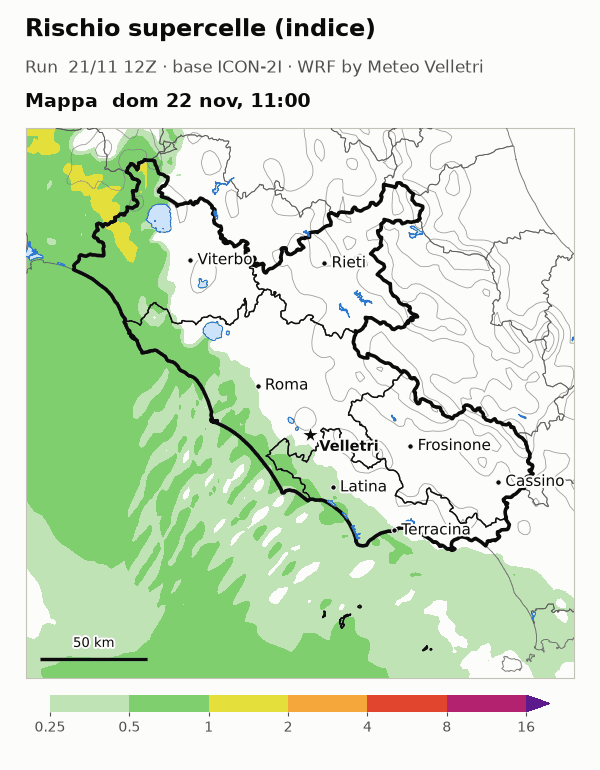 Rischio supercelle (indice)
Run 21/11 12Z · base ICON-2I · WRF by Meteo Velletri
Mappa dom 22 nov, 11:00
Viterbo
Rieti
Roma
Velletri
Frosinone
Cassino
Latina
Terracina
50 km
0.25 0.5 1 2 4 8 16